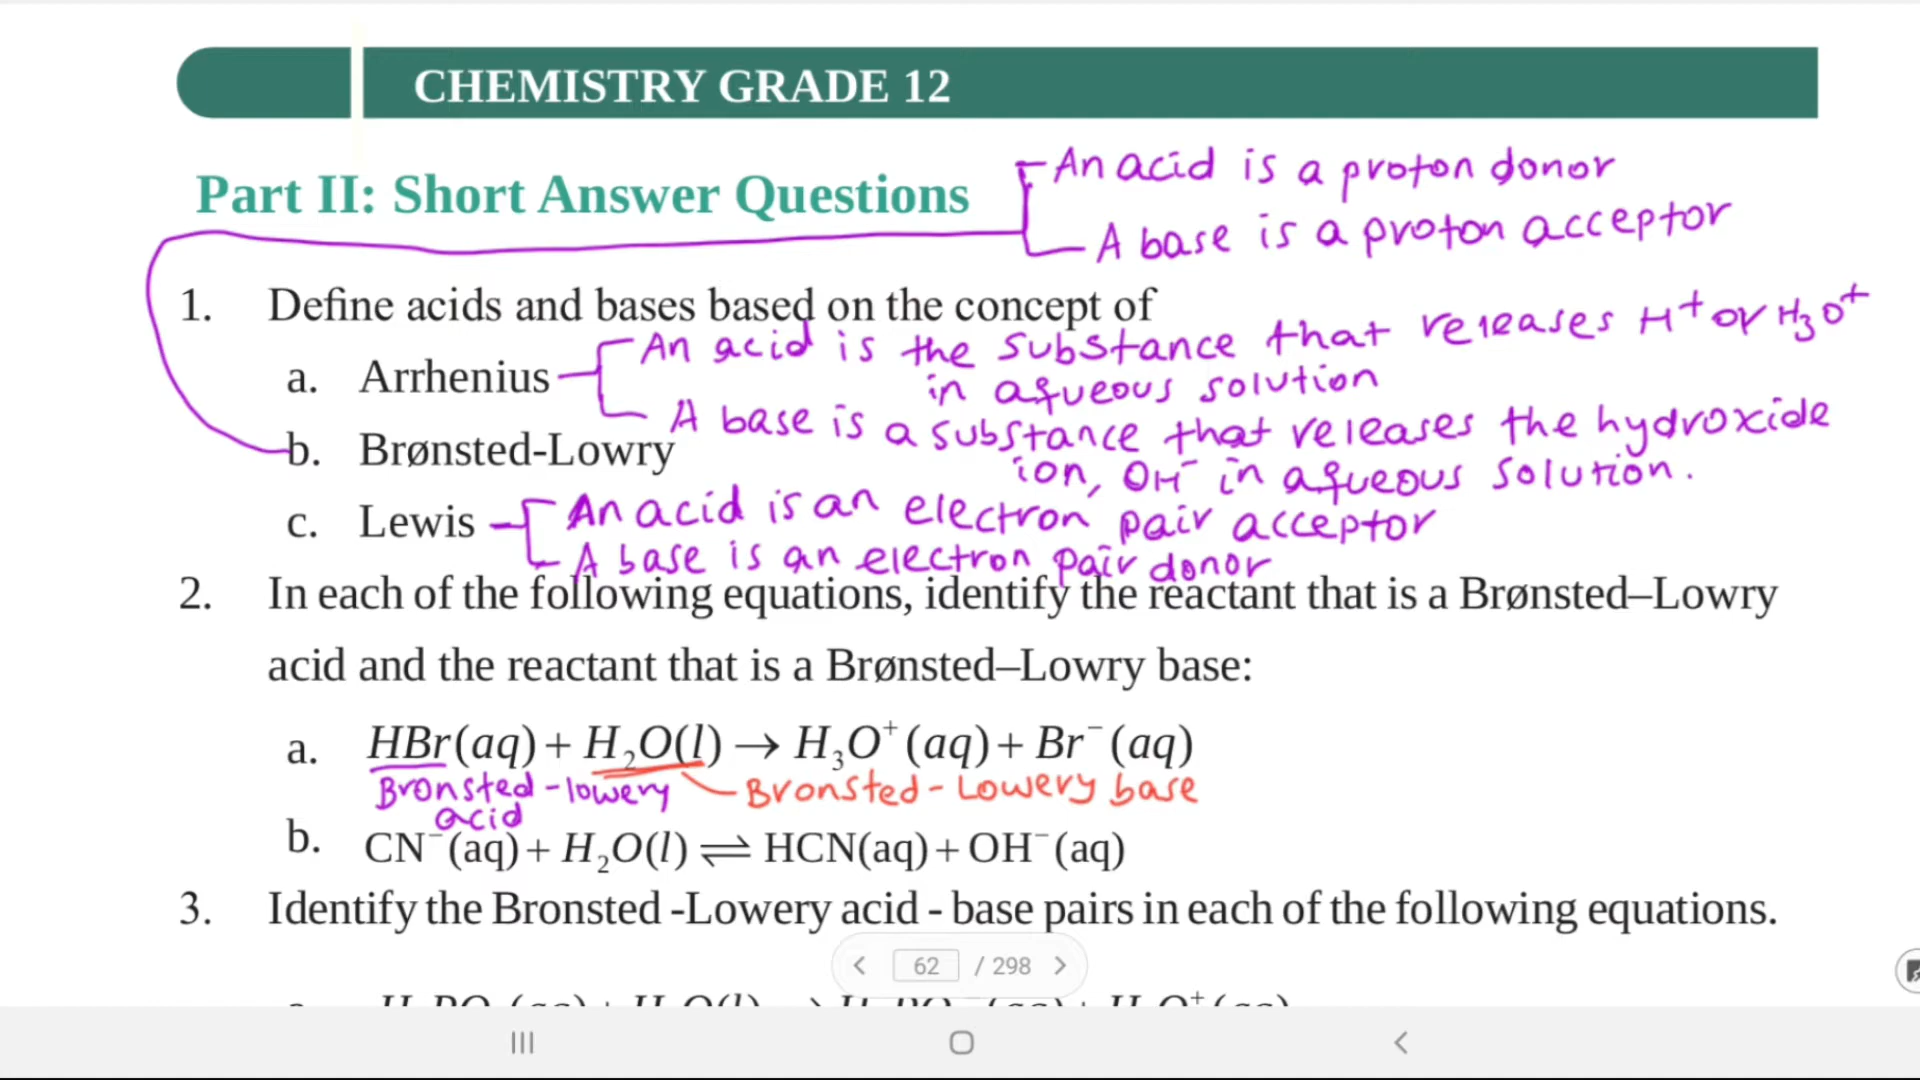 CHEMISTRY GRADE 12
Part II: Short Answer Questions
An acid is a proton donor
A base is a proton acceptor
1. Define acids and bases based on the concept of
a. Arrhenius
An acid is the substance that releases H⁺ or H₃O⁺
in aqueous solution
A base is a substance that releases the hydroxide
ion, OH⁻ in aqueous solution.
b. Brønsted-Lowry
c. Lewis
An acid is an electron pair acceptor
A base is an electron pair donor
2. In each of the following equations, identify the reactant that is a Brønsted–Lowry
acid and the reactant that is a Brønsted–Lowry base:
a. HBr(aq) + H₂O(l) → H₃O⁺(aq) + Br⁻(aq)
Bronsted-lowery
acid
Bronsted-Lowery base
b. CN⁻(aq) + H₂O(l) ⇌ HCN(aq) + OH⁻(aq)
3. Identify the Bronsted -Lowery acid - base pairs in each of the following equations.
62 / 298